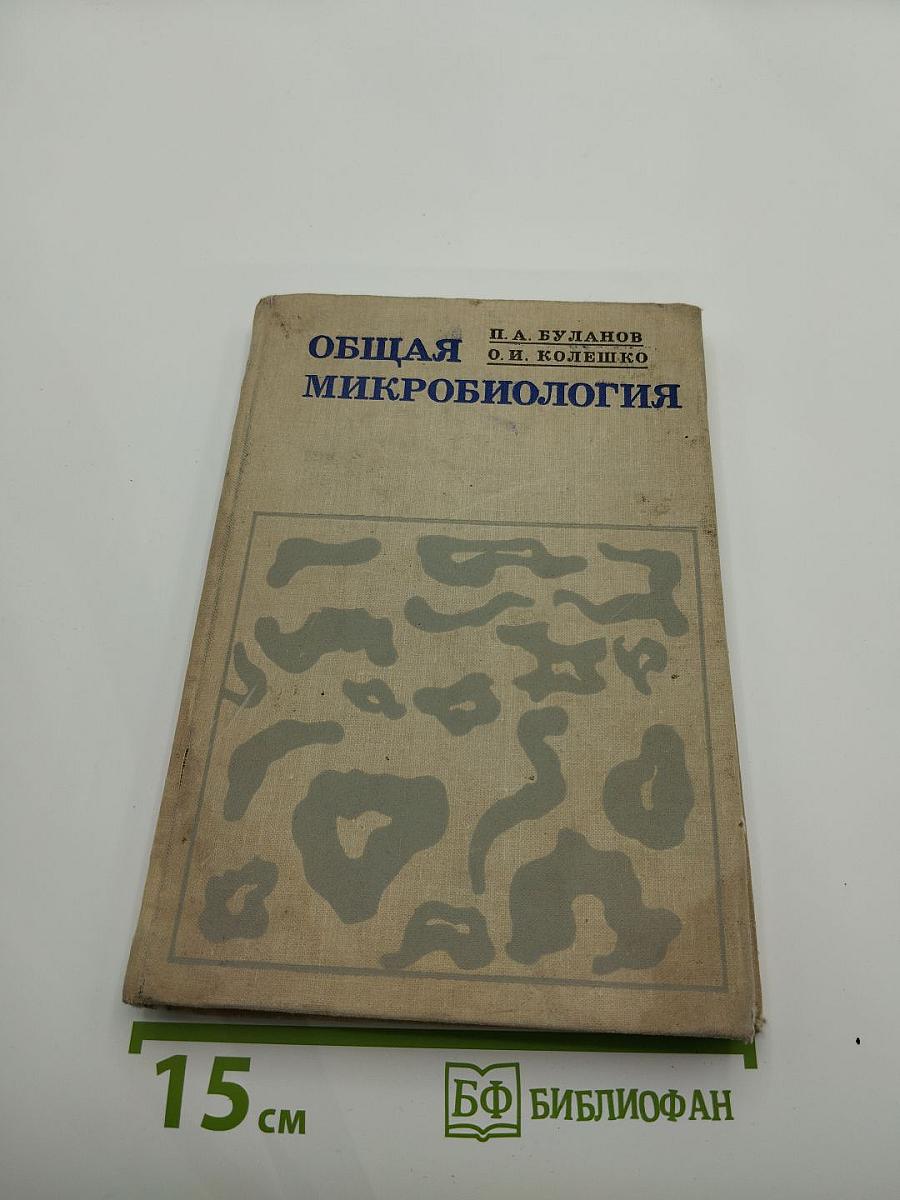 П. А. БУЛАНОВ
О. И. КОЛЕШКО
ОБЩАЯ
МИКРОБИОЛОГИЯ
15 см
БФ БИБЛИОФАН